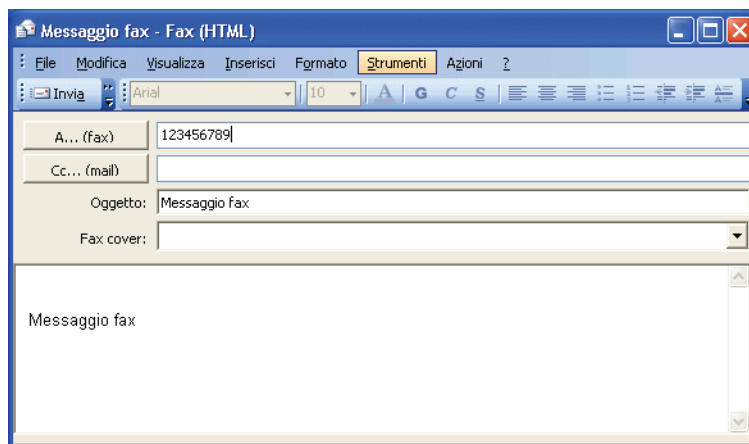 Messaggio fax - Fax (HTML)
File Modifica Visualizza Inserisci Formato Strumenti Azioni ?
Invia Arial 10 A G C S
A... (fax) 123456789
Cc... (mail)
Oggetto: Messaggio fax
Fax cover:
Messaggio fax